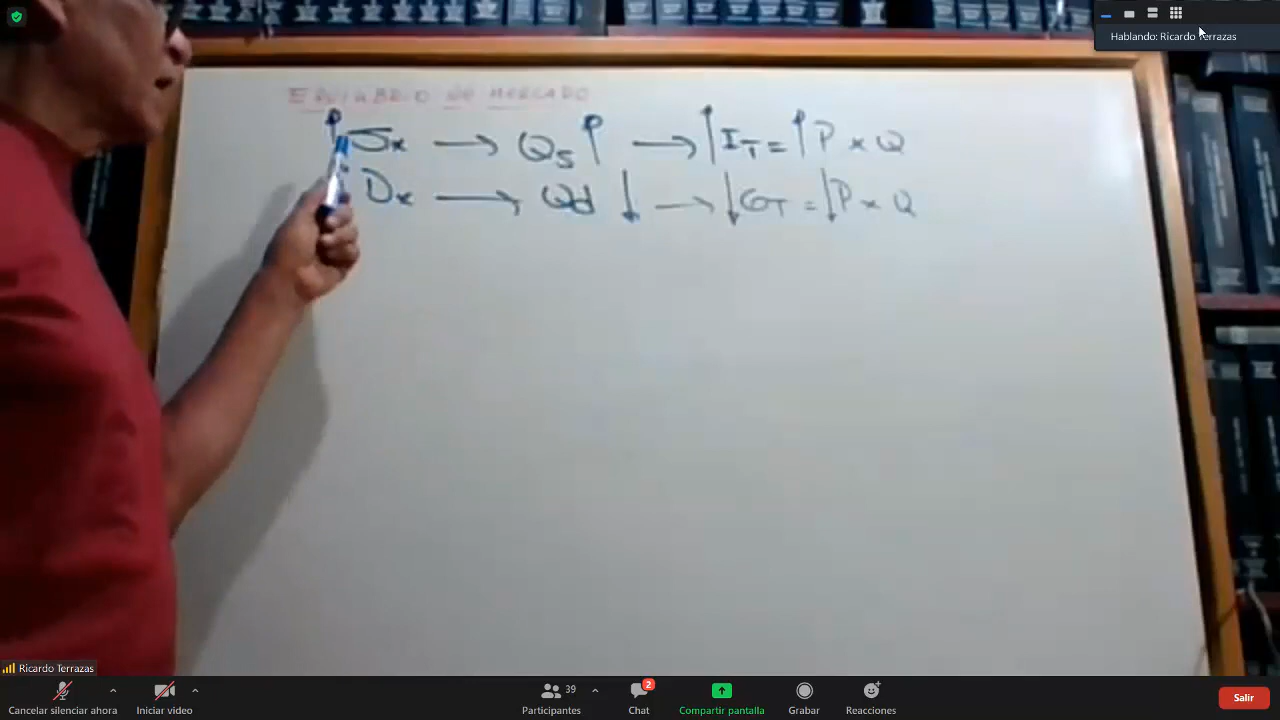 Hablando: Ricardo Terrazas
EQUILIBRIO DE MERCADO
↑Sx → Qs↑ → ↑IT = ↑P x Q
Dx → Qd ↓ → ↓GT = ↓P x Q
Ricardo Terrazas
Cancelar silenciar ahora
Iniciar video
39
Participantes
2
Chat
Compartir pantalla
Grabar
Reacciones
Salir